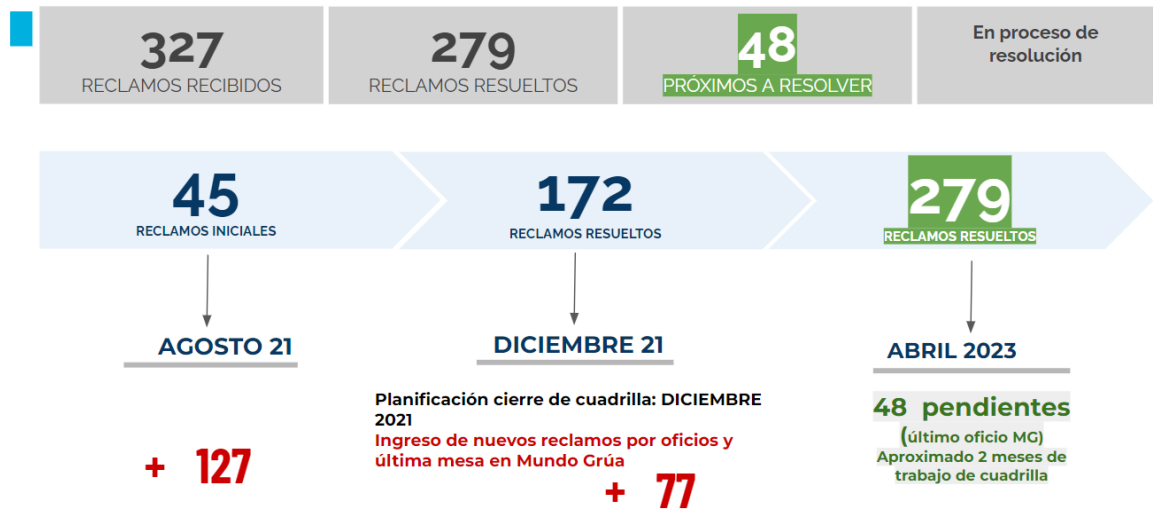 327
RECLAMOS RECIBIDOS
279
RECLAMOS RESUELTOS
48
PRÓXIMOS A RESOLVER
En proceso de
resolución
45
RECLAMOS INICIALES
172
RECLAMOS RESUELTOS
279
RECLAMOS RESUELTOS
AGOSTO 21
DICIEMBRE 21
ABRIL 2023
+ 127
Planificación cierre de cuadrilla: DICIEMBRE
2021
Ingreso de nuevos reclamos por oficios y
última mesa en Mundo Grúa
+ 77
48 pendientes
(último oficio MG)
Aproximado 2 meses de
trabajo de cuadrilla